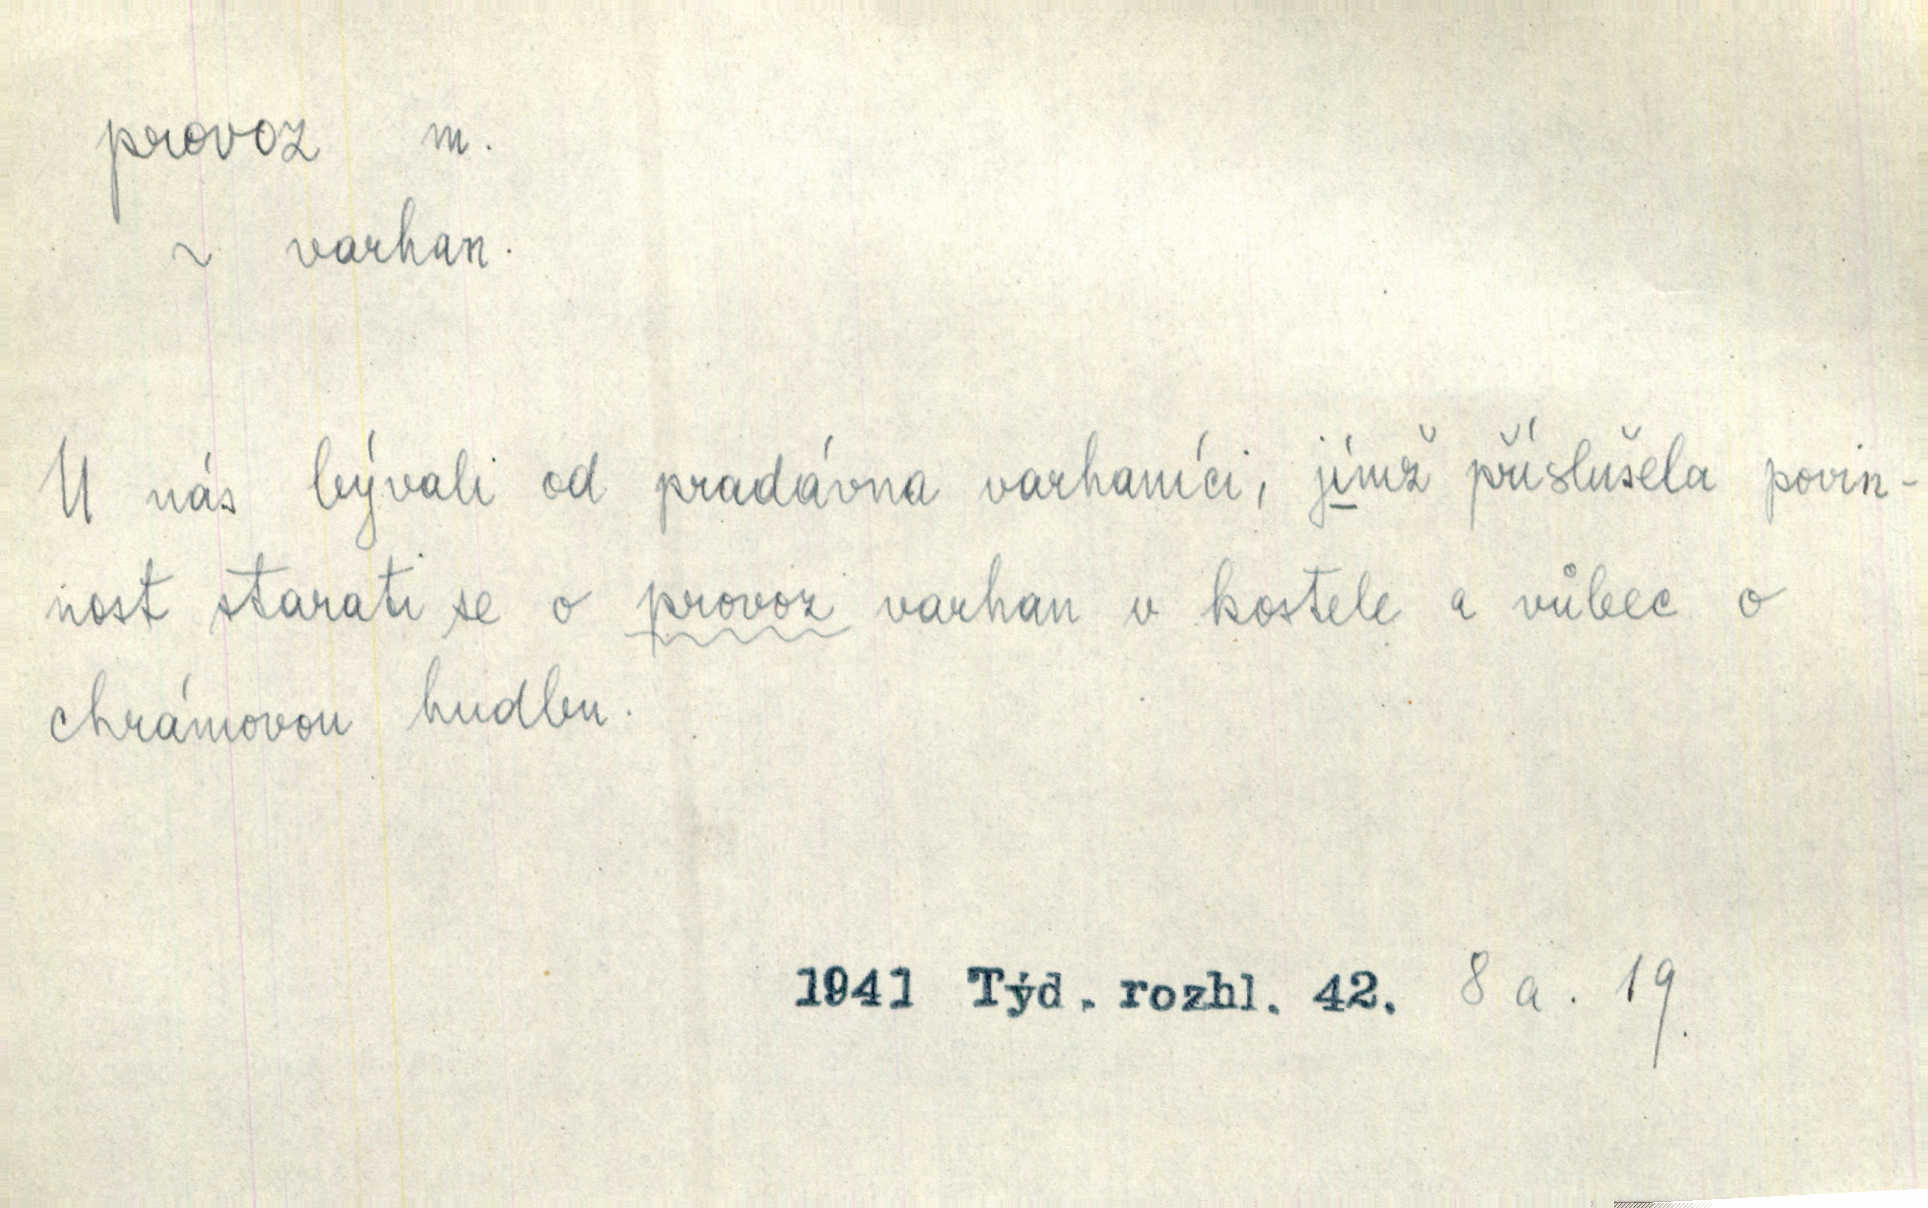 provoz m.
~ varhan.
U nás bývali od pradávna varhaníci, jímž příslušela povin-
nost starati se o provoz varhan v kostele a vůbec o
chrámovou hudbu.
1941 Týd. rozhl. 42. 8 a. 19.